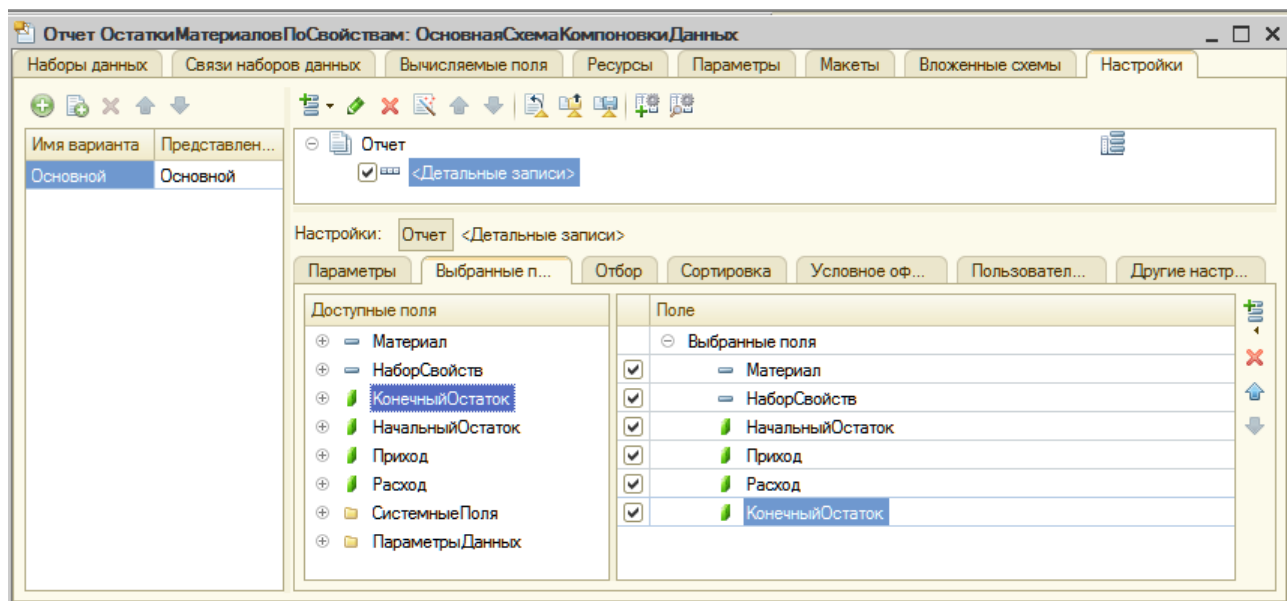 Отчет ОстаткиМатериаловПоСвойствам: ОсновнаяСхемаКомпоновкиДанных
Наборы данных Связи наборов данных Вычисляемые поля Ресурсы Параметры Макеты Вложенные схемы Настройки
Имя варианта Представлен...
Основной Основной
Отчет
<Детальные записи>
Настройки: Отчет <Детальные записи>
Параметры Выбранные п... Отбор Сортировка Условное оф... Пользовател... Другие настр...
Доступные поля
Материал
НаборСвойств
КонечныйОстаток
НачальныйОстаток
Приход
Расход
СистемныеПоля
ПараметрыДанных
Поле
Выбранные поля
Материал
НаборСвойств
НачальныйОстаток
Приход
Расход
КонечныйОстаток